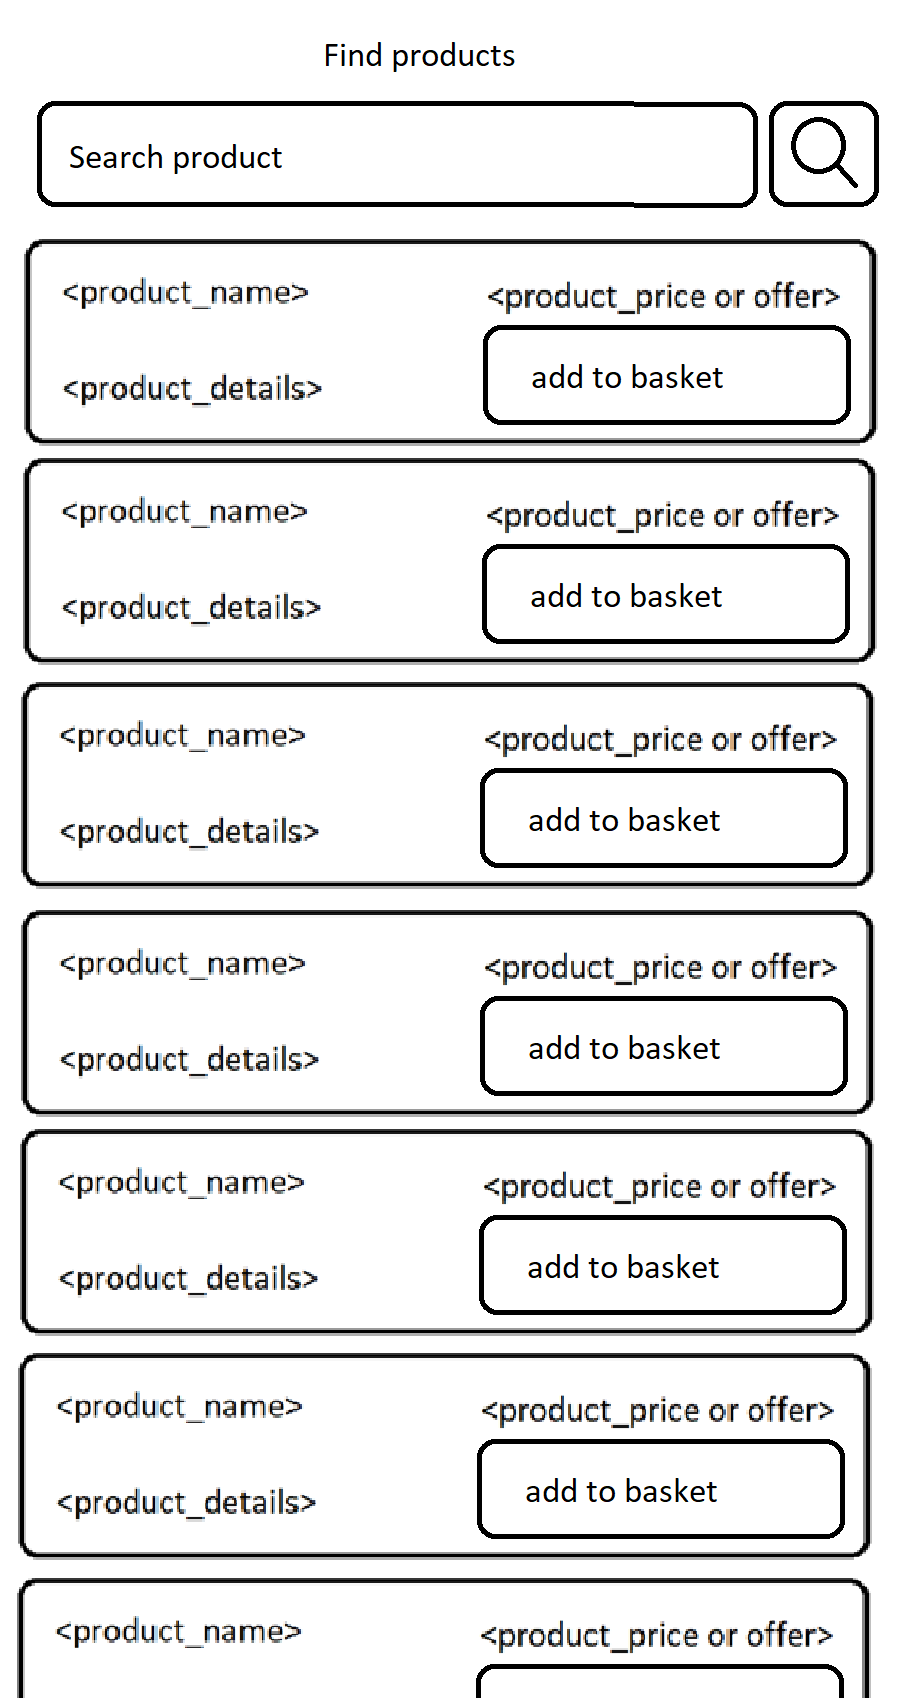 Find products
Search product
<product_name>
<product_price or offer>
<product_details>
add to basket
<product_name>
<product_price or offer>
<product_details>
add to basket
<product_name>
<product_price or offer>
<product_details>
add to basket
<product_name>
<product_price or offer>
<product_details>
add to basket
<product_name>
<product_price or offer>
<product_details>
add to basket
<product_name>
<product_price or offer>
<product_details>
add to basket
<product_name>
<product_price or offer>